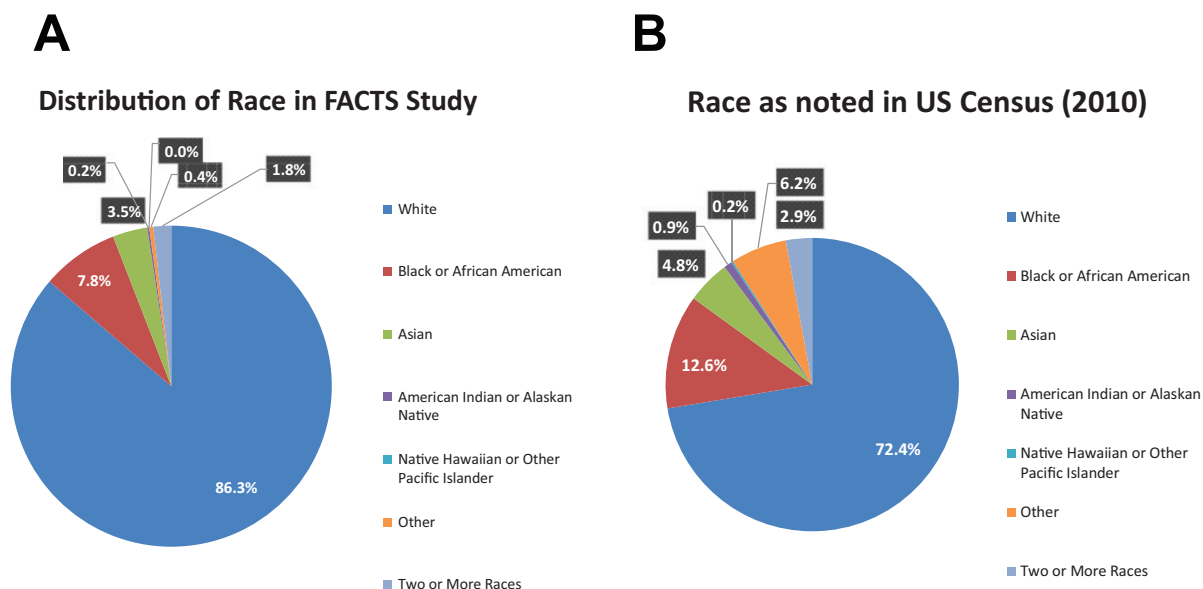 A
Distribution of Race in FACTS Study
0.0%
0.2%
0.4%
1.8%
3.5%
7.8%
86.3%
White
Black or African American
Asian
American Indian or Alaskan
Native
Native Hawaiian or Other
Pacific Islander
Other
Two or More Races
B
Race as noted in US Census (2010)
6.2%
0.2%
2.9%
0.9%
4.8%
12.6%
72.4%
White
Black or African American
Asian
American Indian or Alaskan
Native
Native Hawaiian or Other
Pacific Islander
Other
Two or More Races